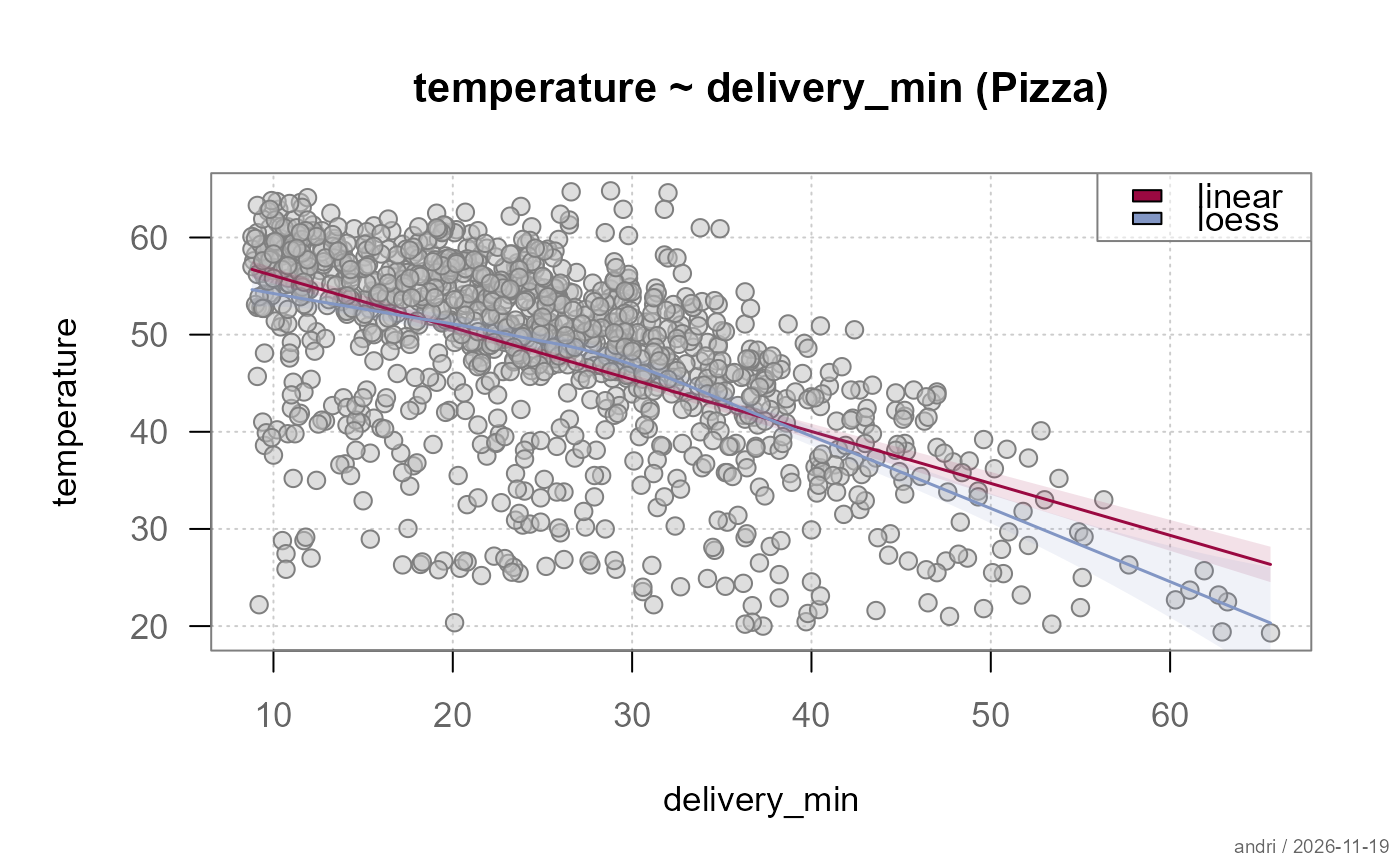 temperature ~ delivery_min (Pizza)
linear
loess
temperature
60
50
40
30
20
10 20 30 40 50 60
delivery_min
andri / 2026-11-19